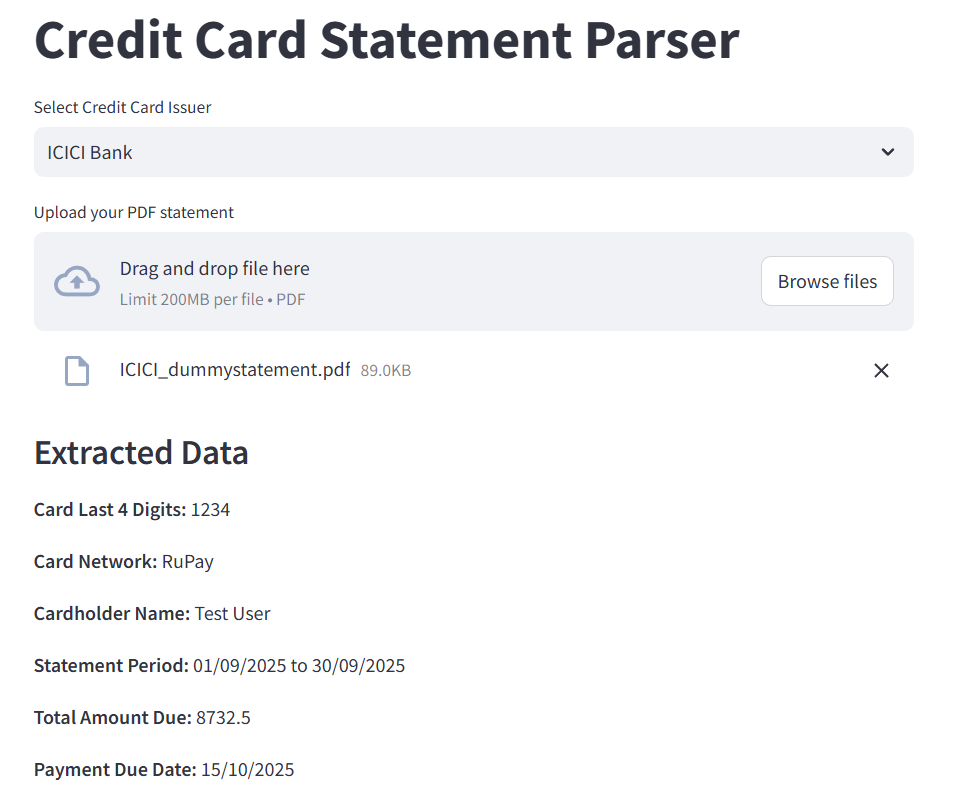 Credit Card Statement Parser
Select Credit Card Issuer
ICICI Bank
Upload your PDF statement
Drag and drop file here
Limit 200MB per file • PDF
Browse files
ICICI_dummystatement.pdf 89.0KB
Extracted Data
Card Last 4 Digits: 1234
Card Network: RuPay
Cardholder Name: Test User
Statement Period: 01/09/2025 to 30/09/2025
Total Amount Due: 8732.5
Payment Due Date: 15/10/2025